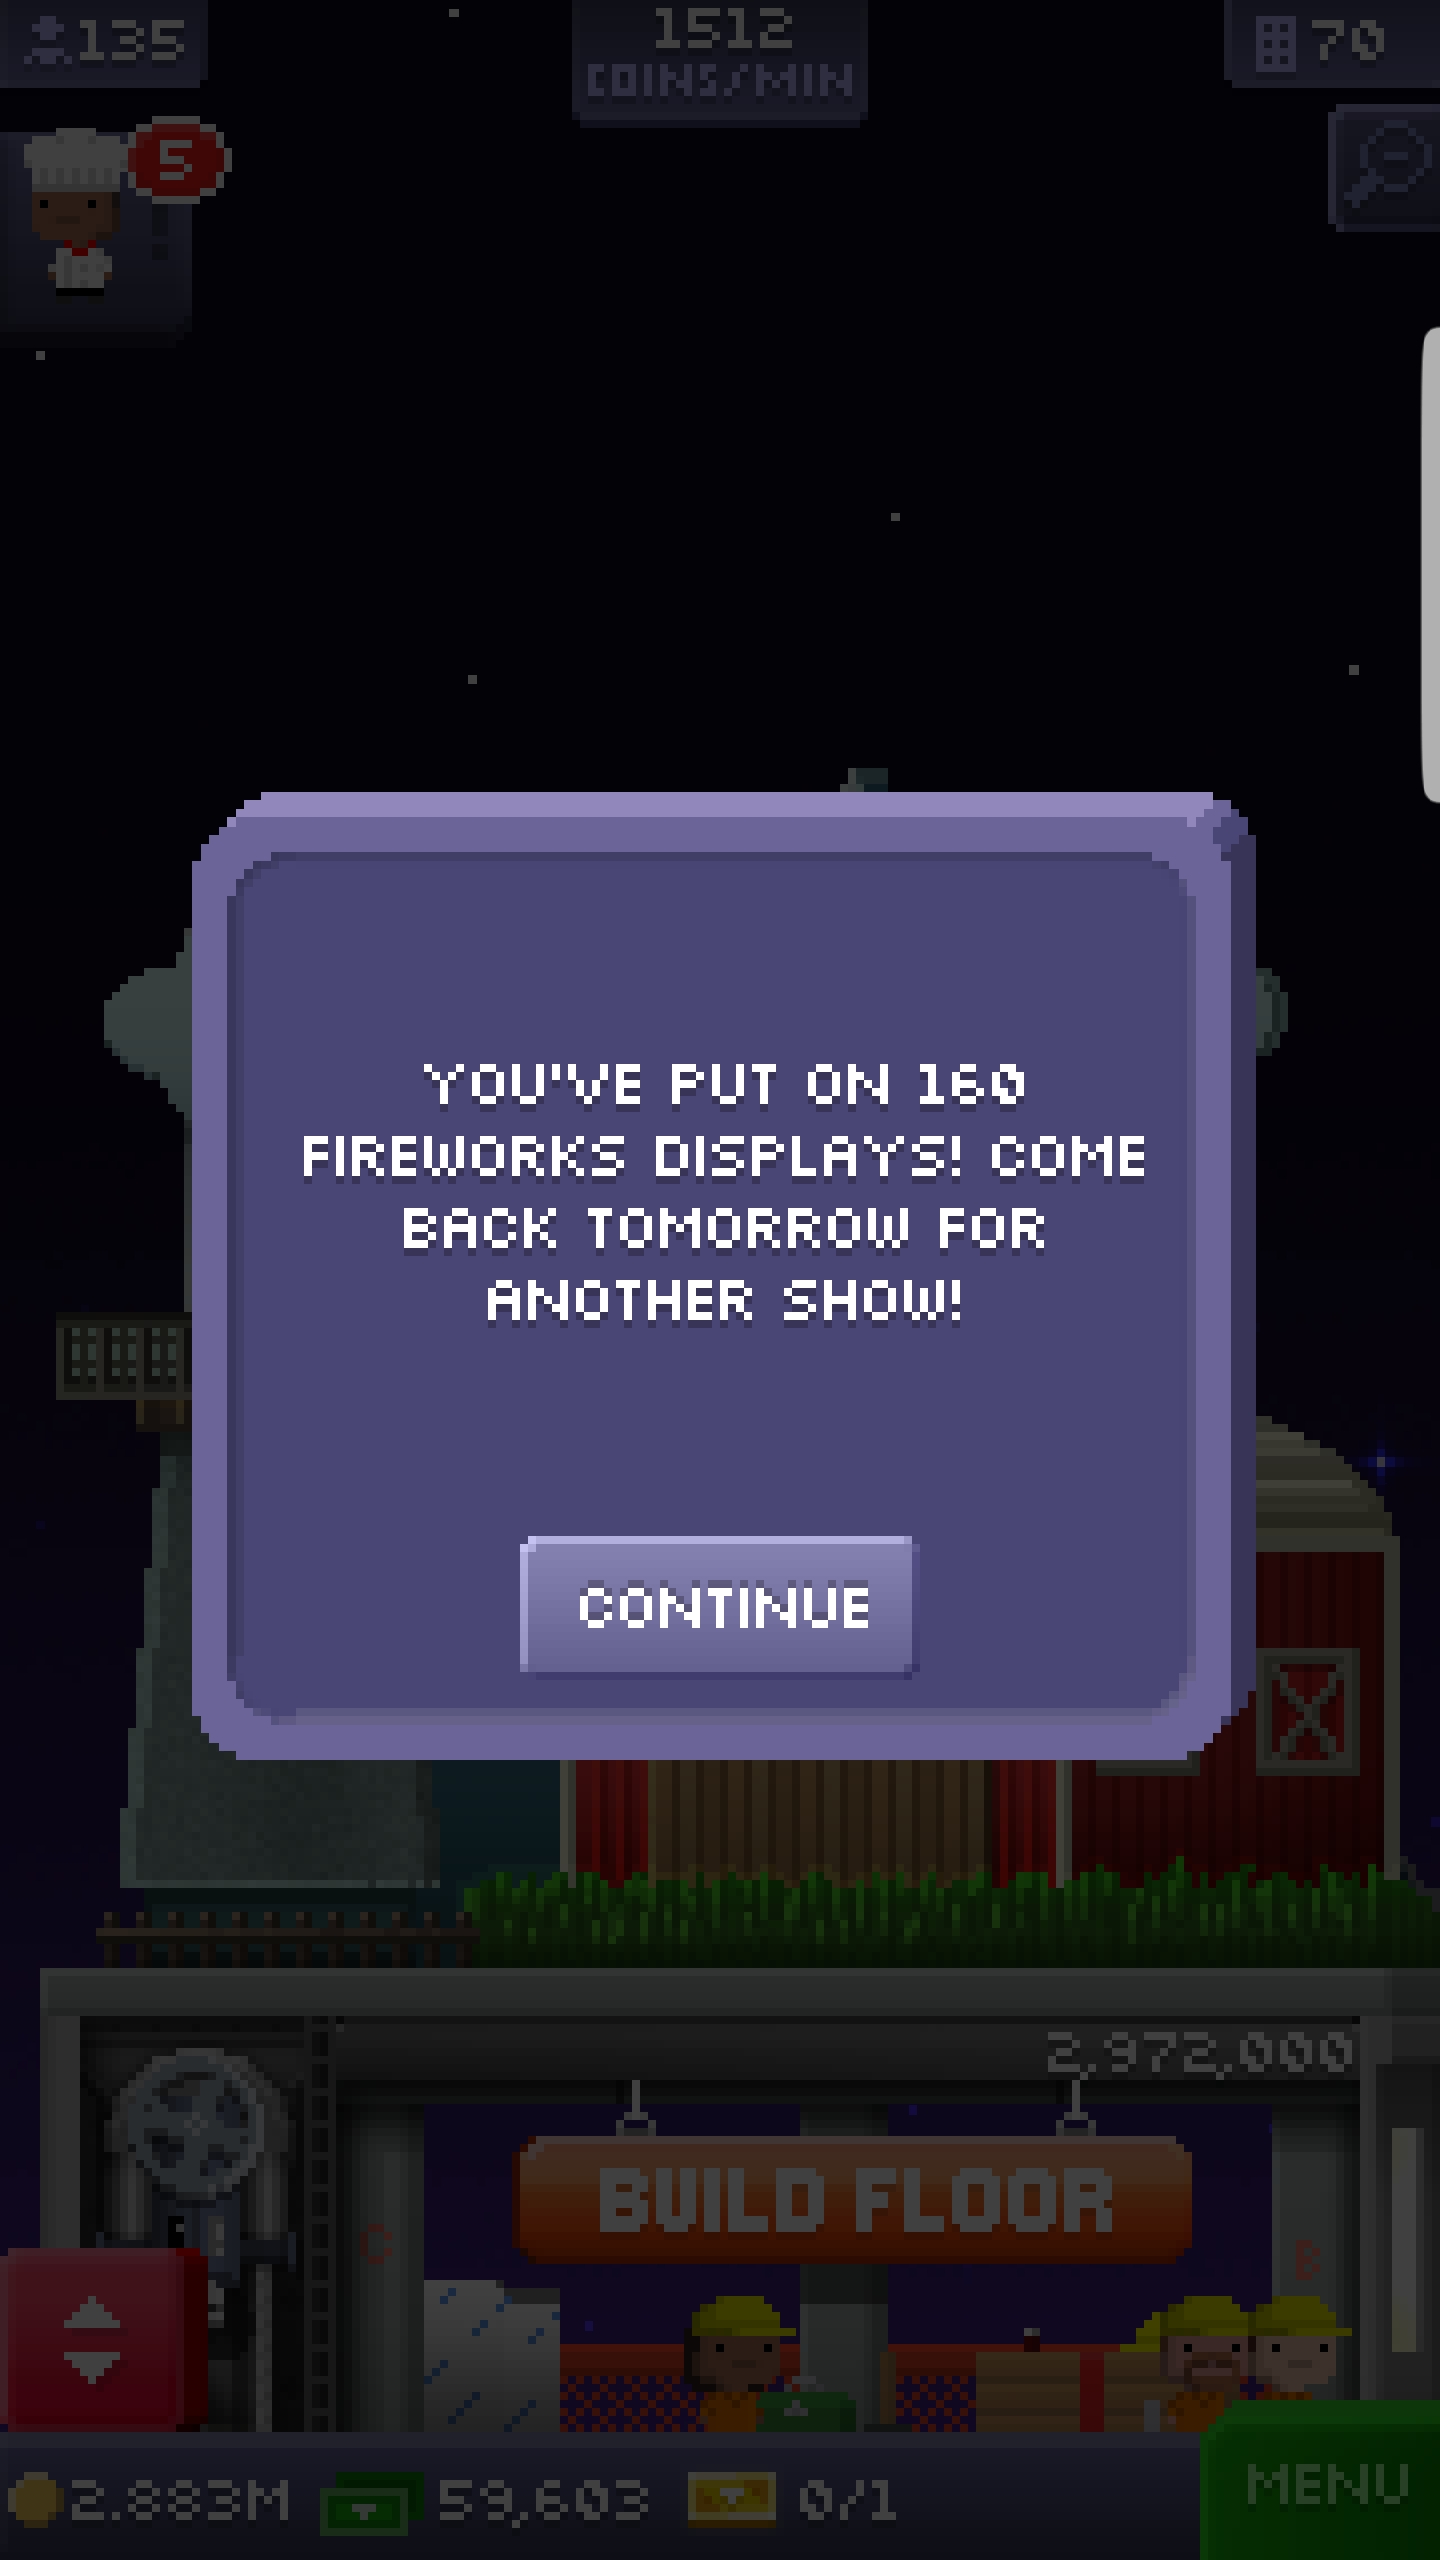 135
1512
COINS/MIN
70
5
YOU'VE PUT ON 160
FIREWORKS DISPLAYS! COME
BACK TOMORROW FOR
ANOTHER SHOW!
CONTINUE
2,972,000
BUILD FLOOR
C
B
2.883M
59,603
0/1
MENU